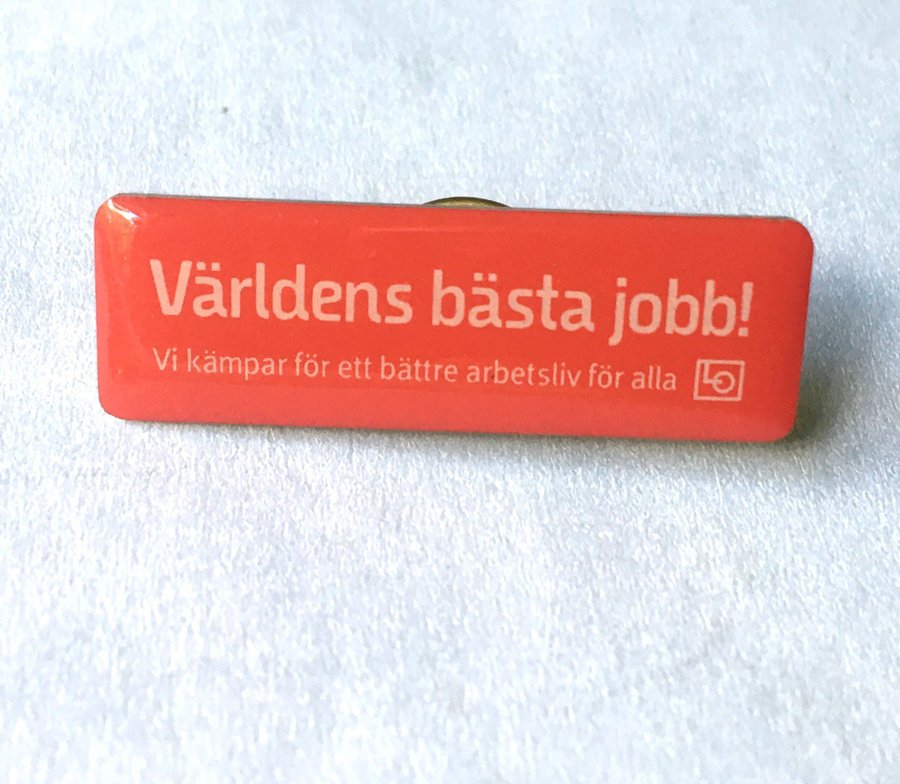 Världens bästa jobb!
Vi kämpar för ett bättre arbetsliv för alla LO